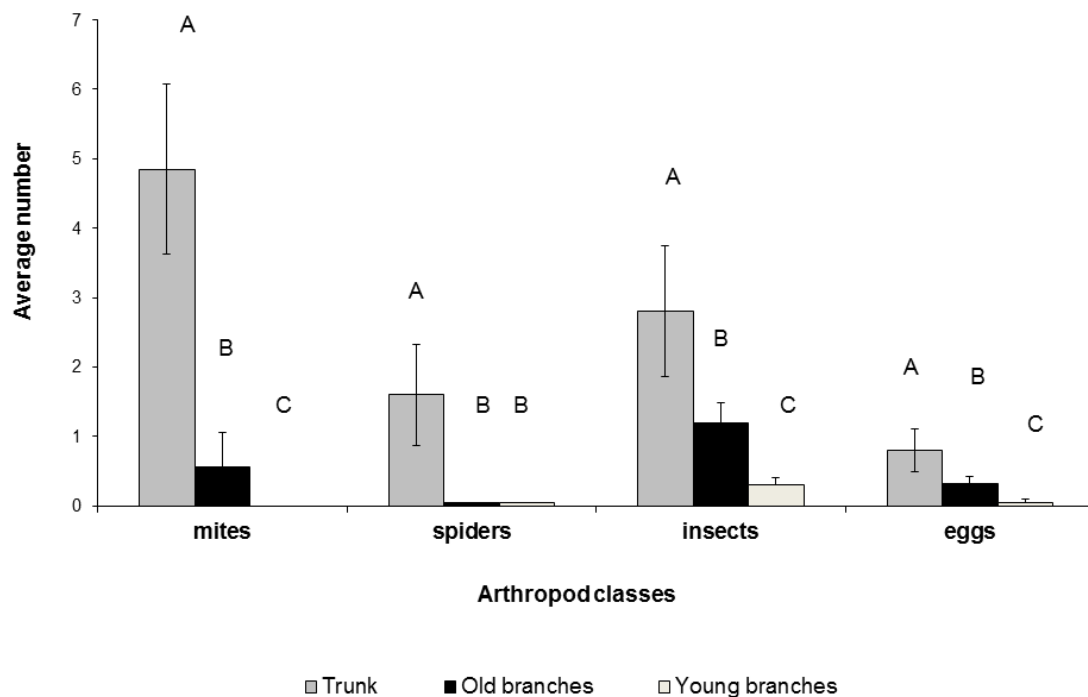 7
A
6
5
A
4
Average number
3
A
B
B
2
A
B
C
B B
C
C
1
0
mites spiders insects eggs
Arthropod classes
Trunk Old branches Young branches